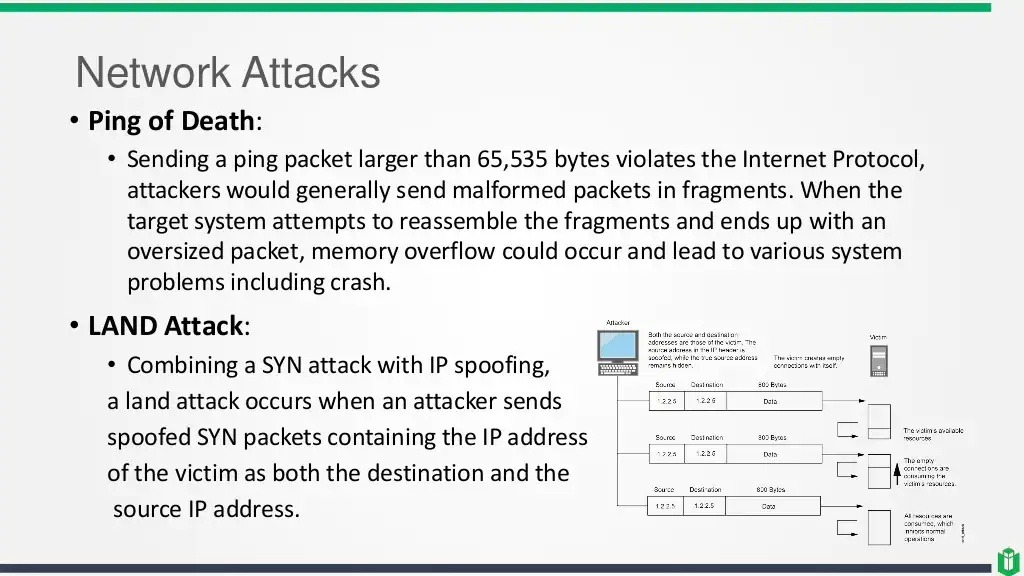 Network Attacks
• Ping of Death:
• Sending a ping packet larger than 65,535 bytes violates the Internet Protocol,
attackers would generally send malformed packets in fragments. When the
target system attempts to reassemble the fragments and ends up with an
oversized packet, memory overflow could occur and lead to various system
problems including crash.
• LAND Attack:
• Combining a SYN attack with IP spoofing,
a land attack occurs when an attacker sends
spoofed SYN packets containing the IP address
of the victim as both the destination and the
source IP address.
Attacker
Both the source and destination
addresses are those of the victim. The
source address in the IP header is
spoofed, while the true source address
remains hidden.
The victim creates empty
connections with itself.
Victim
Source Destination 800 Bytes
1.2.2.5 1.2.2.5 Data
The victim's available
resources
Source Destination 800 Bytes
1.2.2.5 1.2.2.5 Data
The empty
connections are
consuming the
victim's resources.
Source Destination 800 Bytes
1.2.2.5 1.2.2.5 Data
All resources are
consumed, which
inhibits normal
operations